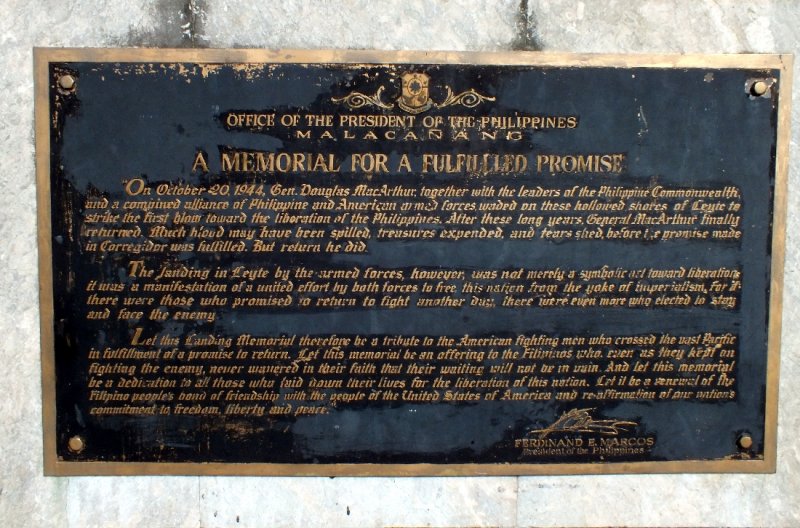 OFFICE OF THE PRESIDENT OF THE PHILIPPINES
MALACAÑANG
A MEMORIAL FOR A FULFILLED PROMISE
On October 20, 1944, Gen. Douglas MacArthur, together with the leaders of the Philippine Commonwealth,
and a combined alliance of Philippine and American armed forces waded on these hollowed shores of Leyte to
strike the first blow toward the liberation of the Philippines. After these long years, General MacArthur finally
returned. Much blood may have been spilled, treasures expended, and tears shed, before the promise made
in Corregidor was fulfilled. But return he did.
The landing in Leyte by the armed forces, however, was not merely a symbolic act toward liberation;
it was a manifestation of a united effort by both forces to free this nation from the yoke of imperialism, For if
there were those who promised to return to fight another day, there were even more who elected to stay
and face the enemy.
Let this Landing Memorial therefore be a tribute to the American fighting men who crossed the vast Pacific
in fulfillment of a promise to return. Let this memorial be an offering to the Filipinos who, even as they kept on
fighting the enemy, never wavered in their faith that their waiting will not be in vain. And let this memorial
be a dedication to all those who laid down their lives for the liberation of this nation. Let it be a renewal of the
Filipino people's bond of friendship with the people of the United States of America and re-affirmation of our nation's
commitment to freedom, liberty and peace.
FERDINAND E. MARCOS
President of the Philippines